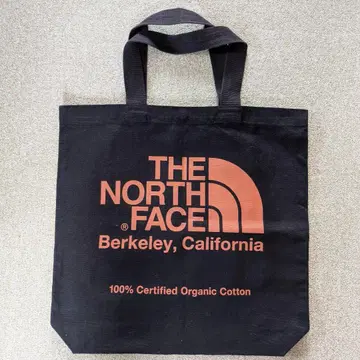 THE
NORTH
FACE
®
Berkeley, California
100% Certified Organic Cotton